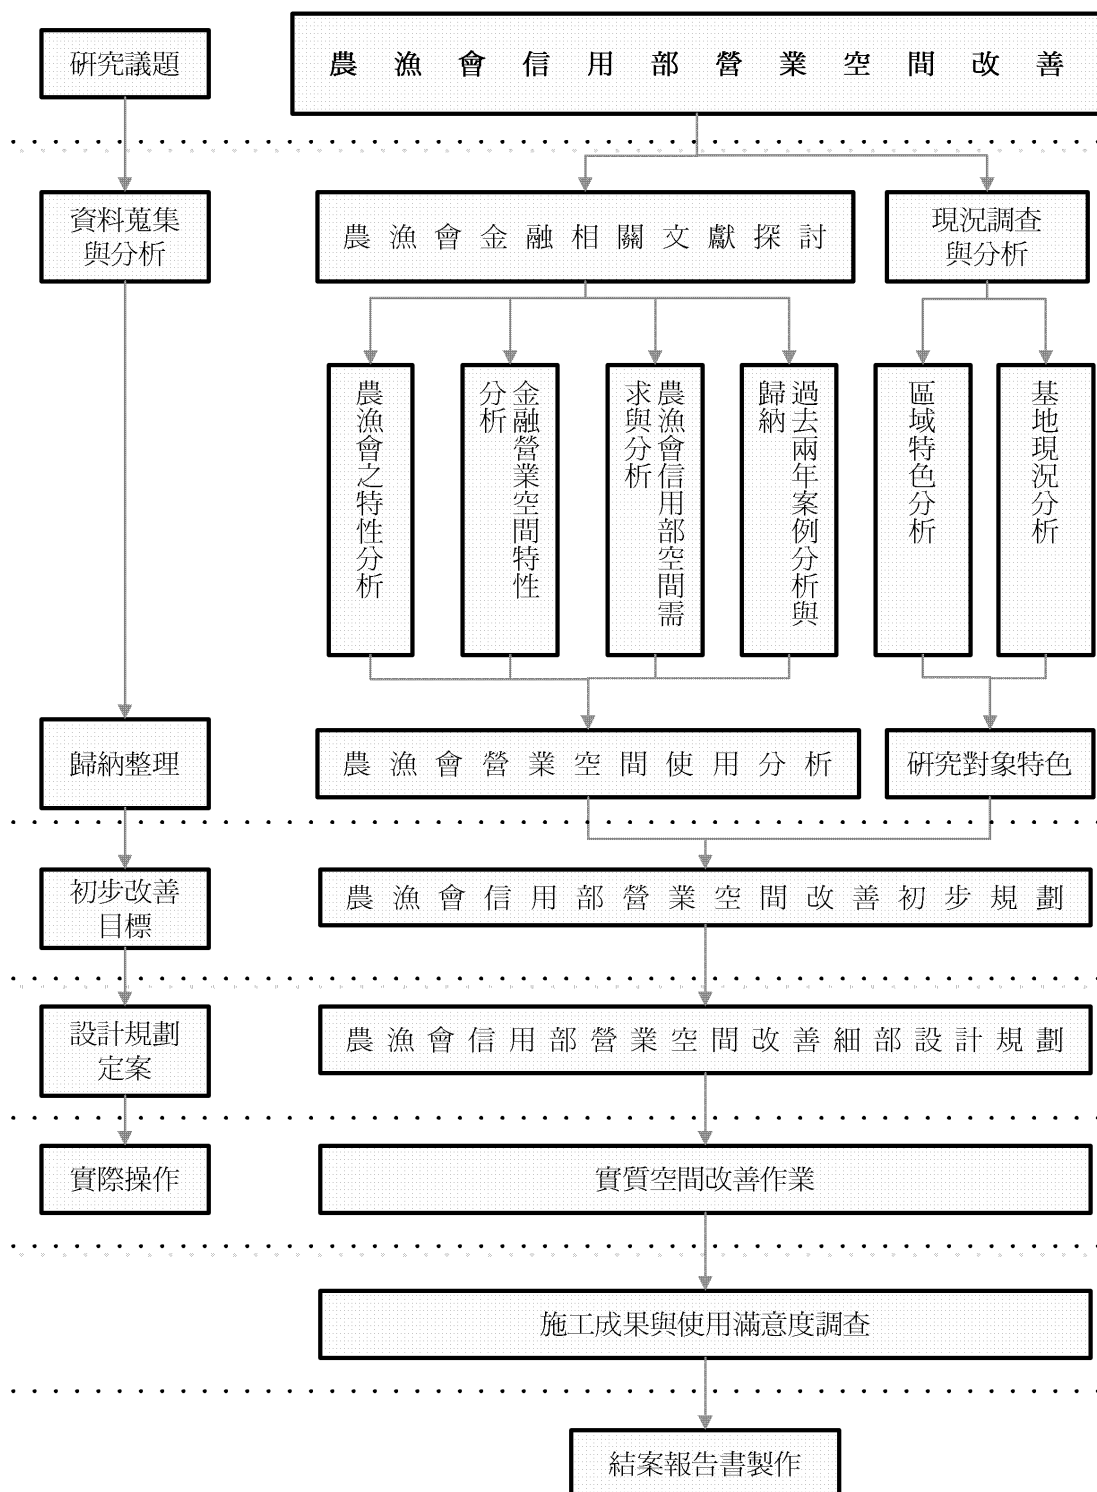 研究議題
農漁會信用部營業空間改善
資料蒐集
與分析
農漁會金融相關文獻探討
現況調查
與分析
農漁會之特性分析
金融營業空間特性
分析
農漁會信用部空間需
求與分析
過去兩年案例分析與
歸納
區域特色分析
基地現況分析
歸納整理
農漁會營業空間使用分析
研究對象特色
初步改善
目標
農漁會信用部營業空間改善初步規劃
設計規劃
定案
農漁會信用部營業空間改善細部設計規劃
實際操作
實質空間改善作業
施工成果與使用滿意度調查
結案報告書製作